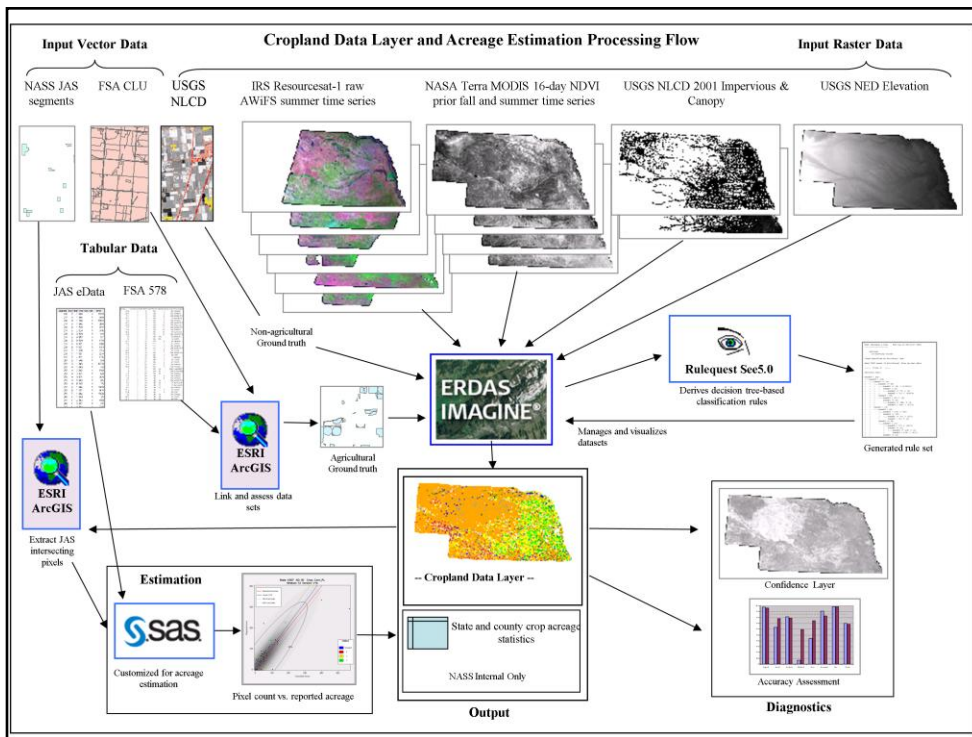 Input Vector Data
Cropland Data Layer and Acreage Estimation Processing Flow
Input Raster Data
NASS JAS
segments
FSA CLU
USGS
NLCD
IRS Resourcesat-1 raw
AWiFS summer time series
NASA Terra MODIS 16-day NDVI
prior fall and summer time series
USGS NLCD 2001 Impervious &
Canopy
USGS NED Elevation
Tabular Data
JAS eData
FSA 578
Non-agricultural
Ground truth
ERDAS
IMAGINE®
Rulequest See5.0
Derives decision tree-based
classification rules
Manages and visualizes
datasets
Generated rule set
ESRI
ArcGIS
Link and assess data
sets
Agricultural
Ground truth
ESRI
ArcGIS
Extract JAS
intersecting
pixels
-- Cropland Data Layer --
Confidence Layer
Estimation
sas
Customized for acreage
estimation
Pixel count vs. reported acreage
State and county crop acreage
statistics
NASS Internal Only
Output
Accuracy Assessment
Diagnostics